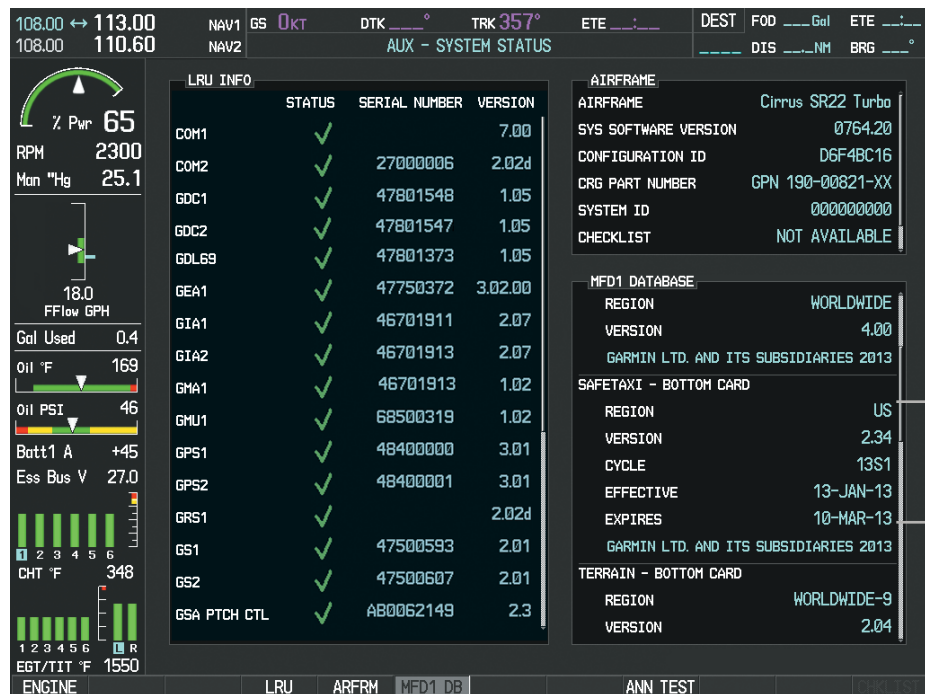 108.00 ↔ 113.00 NAV1 GS 0KT DTK ___° TRK 357° ETE __:__ DEST FOD ___Gal ETE __:__
108.00 110.60 NAV2 AUX - SYSTEM STATUS ____ DIS __._NM BRG ___°
% Pwr 65
RPM 2300
Man "Hg 25.1
18.0
FFlow GPH
Gal Used 0.4
Oil °F 169
Oil PSI 46
Batt1 A +45
Ess Bus V 27.0
1 2 3 4 5 6
CHT °F 348
1 2 3 4 5 6 L R
EGT/TIT °F 1550
LRU INFO
STATUS SERIAL NUMBER VERSION
COM1 ✓ 7.00
COM2 ✓ 27000006 2.02d
GDC1 ✓ 47801548 1.05
GDC2 ✓ 47801547 1.05
GDL69 ✓ 47801373 1.05
GEA1 ✓ 47750372 3.02.00
GIA1 ✓ 46701911 2.07
GIA2 ✓ 46701913 2.07
GMA1 ✓ 46701913 1.02
GMU1 ✓ 68500319 1.02
GPS1 ✓ 48400000 3.01
GPS2 ✓ 48400001 3.01
GRS1 ✓ 2.02d
GS1 ✓ 47500593 2.01
GS2 ✓ 47500607 2.01
GSA PTCH CTL ✓ AB0062149 2.3
AIRFRAME
AIRFRAME Cirrus SR22 Turbo
SYS SOFTWARE VERSION 0764.20
CONFIGURATION ID D6F4BC16
CRG PART NUMBER GPN 190-00821-XX
SYSTEM ID 000000000
CHECKLIST NOT AVAILABLE
MFD1 DATABASE
REGION WORLDWIDE
VERSION 4.00
GARMIN LTD. AND ITS SUBSIDIARIES 2013
SAFETAXI - BOTTOM CARD
REGION US
VERSION 2.34
CYCLE 13S1
EFFECTIVE 13-JAN-13
EXPIRES 10-MAR-13
GARMIN LTD. AND ITS SUBSIDIARIES 2013
TERRAIN - BOTTOM CARD
REGION WORLDWIDE-9
VERSION 2.04
ENGINE LRU ARFRM MFD1 DB ANN TEST CHKLIST